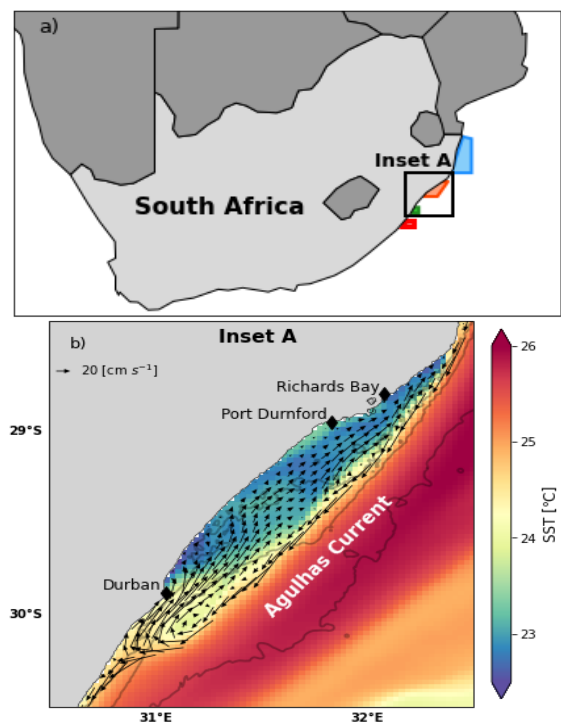 a)
Inset A
South Africa
Inset A
b)
20 [cm s⁻¹]
Richards Bay
Port Durnford
29°S
Agulhas Current
Durban
30°S
31°E
32°E
26
25
24
23
SST [°C]